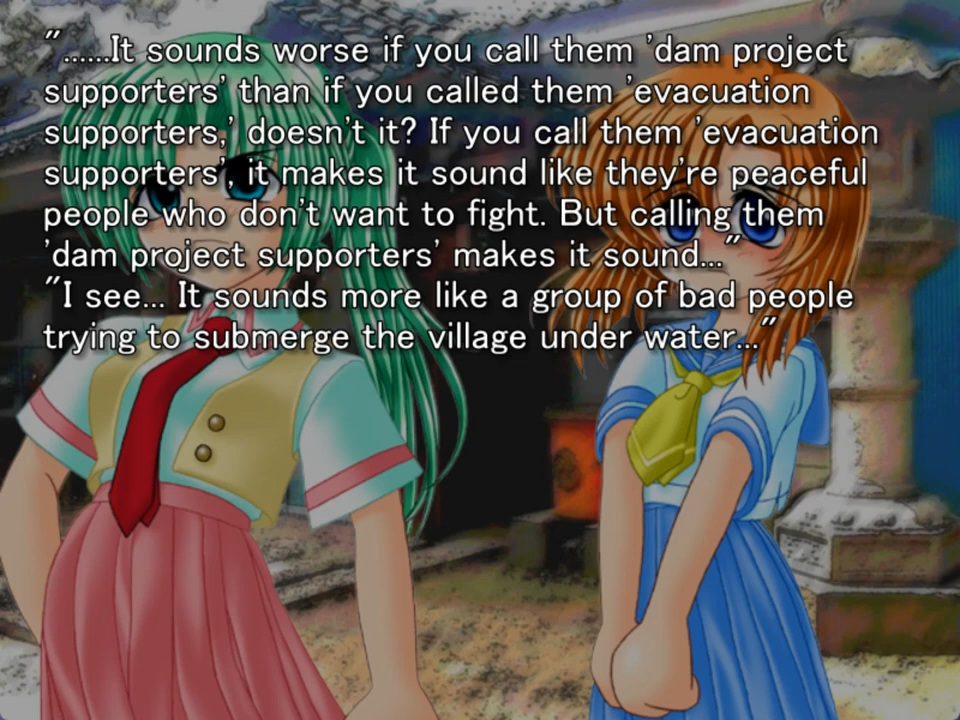 "......It sounds worse if you call them 'dam project
supporters' than if you called them 'evacuation
supporters,' doesn't it? If you call them 'evacuation
supporters', it makes it sound like they're peaceful
people who don't want to fight. But calling them
'dam project supporters' makes it sound..."
"I see... It sounds more like a group of bad people
trying to submerge the village under water..."